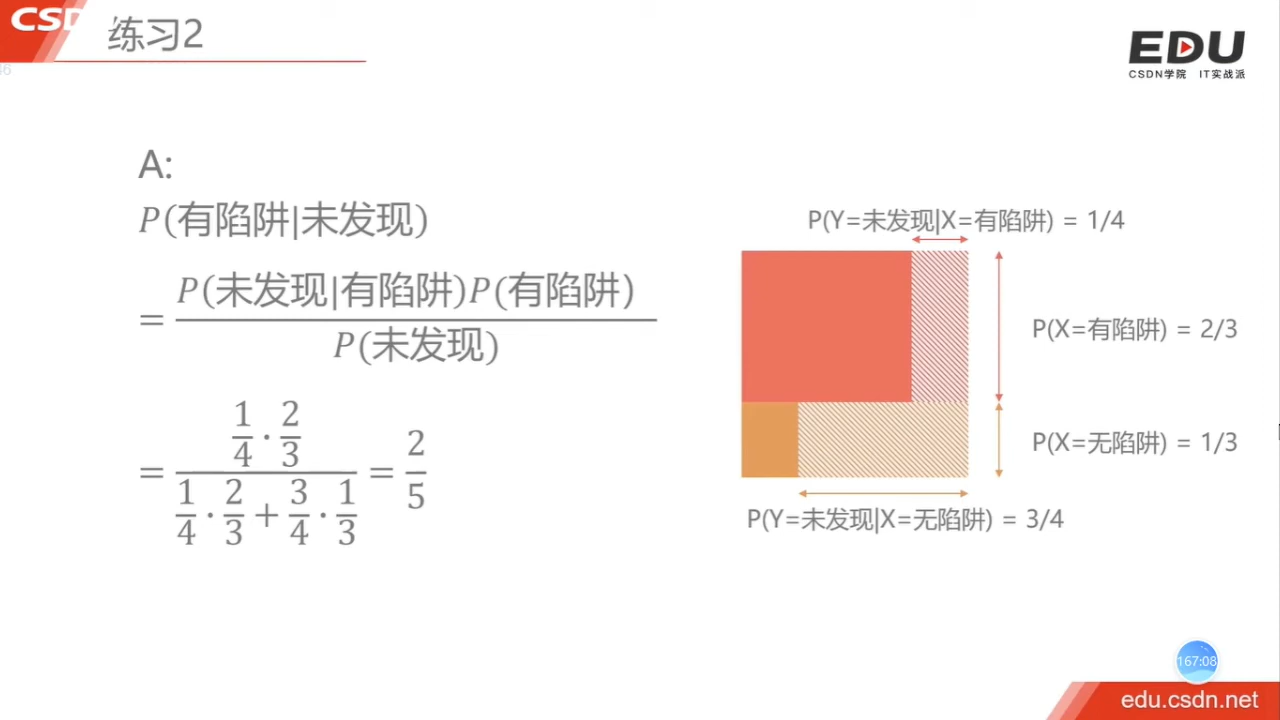 CSD
练习2
46
EDU
CSDN学院 IT实战派
A:
P(有陷阱|未发现)
= P(未发现|有陷阱)P(有陷阱)
P(未发现)
= 1/4 · 2/3
1/4 · 2/3 + 3/4 · 1/3
= 2/5
P(Y=未发现|X=有陷阱) = 1/4
P(X=有陷阱) = 2/3
P(X=无陷阱) = 1/3
P(Y=未发现|X=无陷阱) = 3/4
167:08
edu.csdn.net